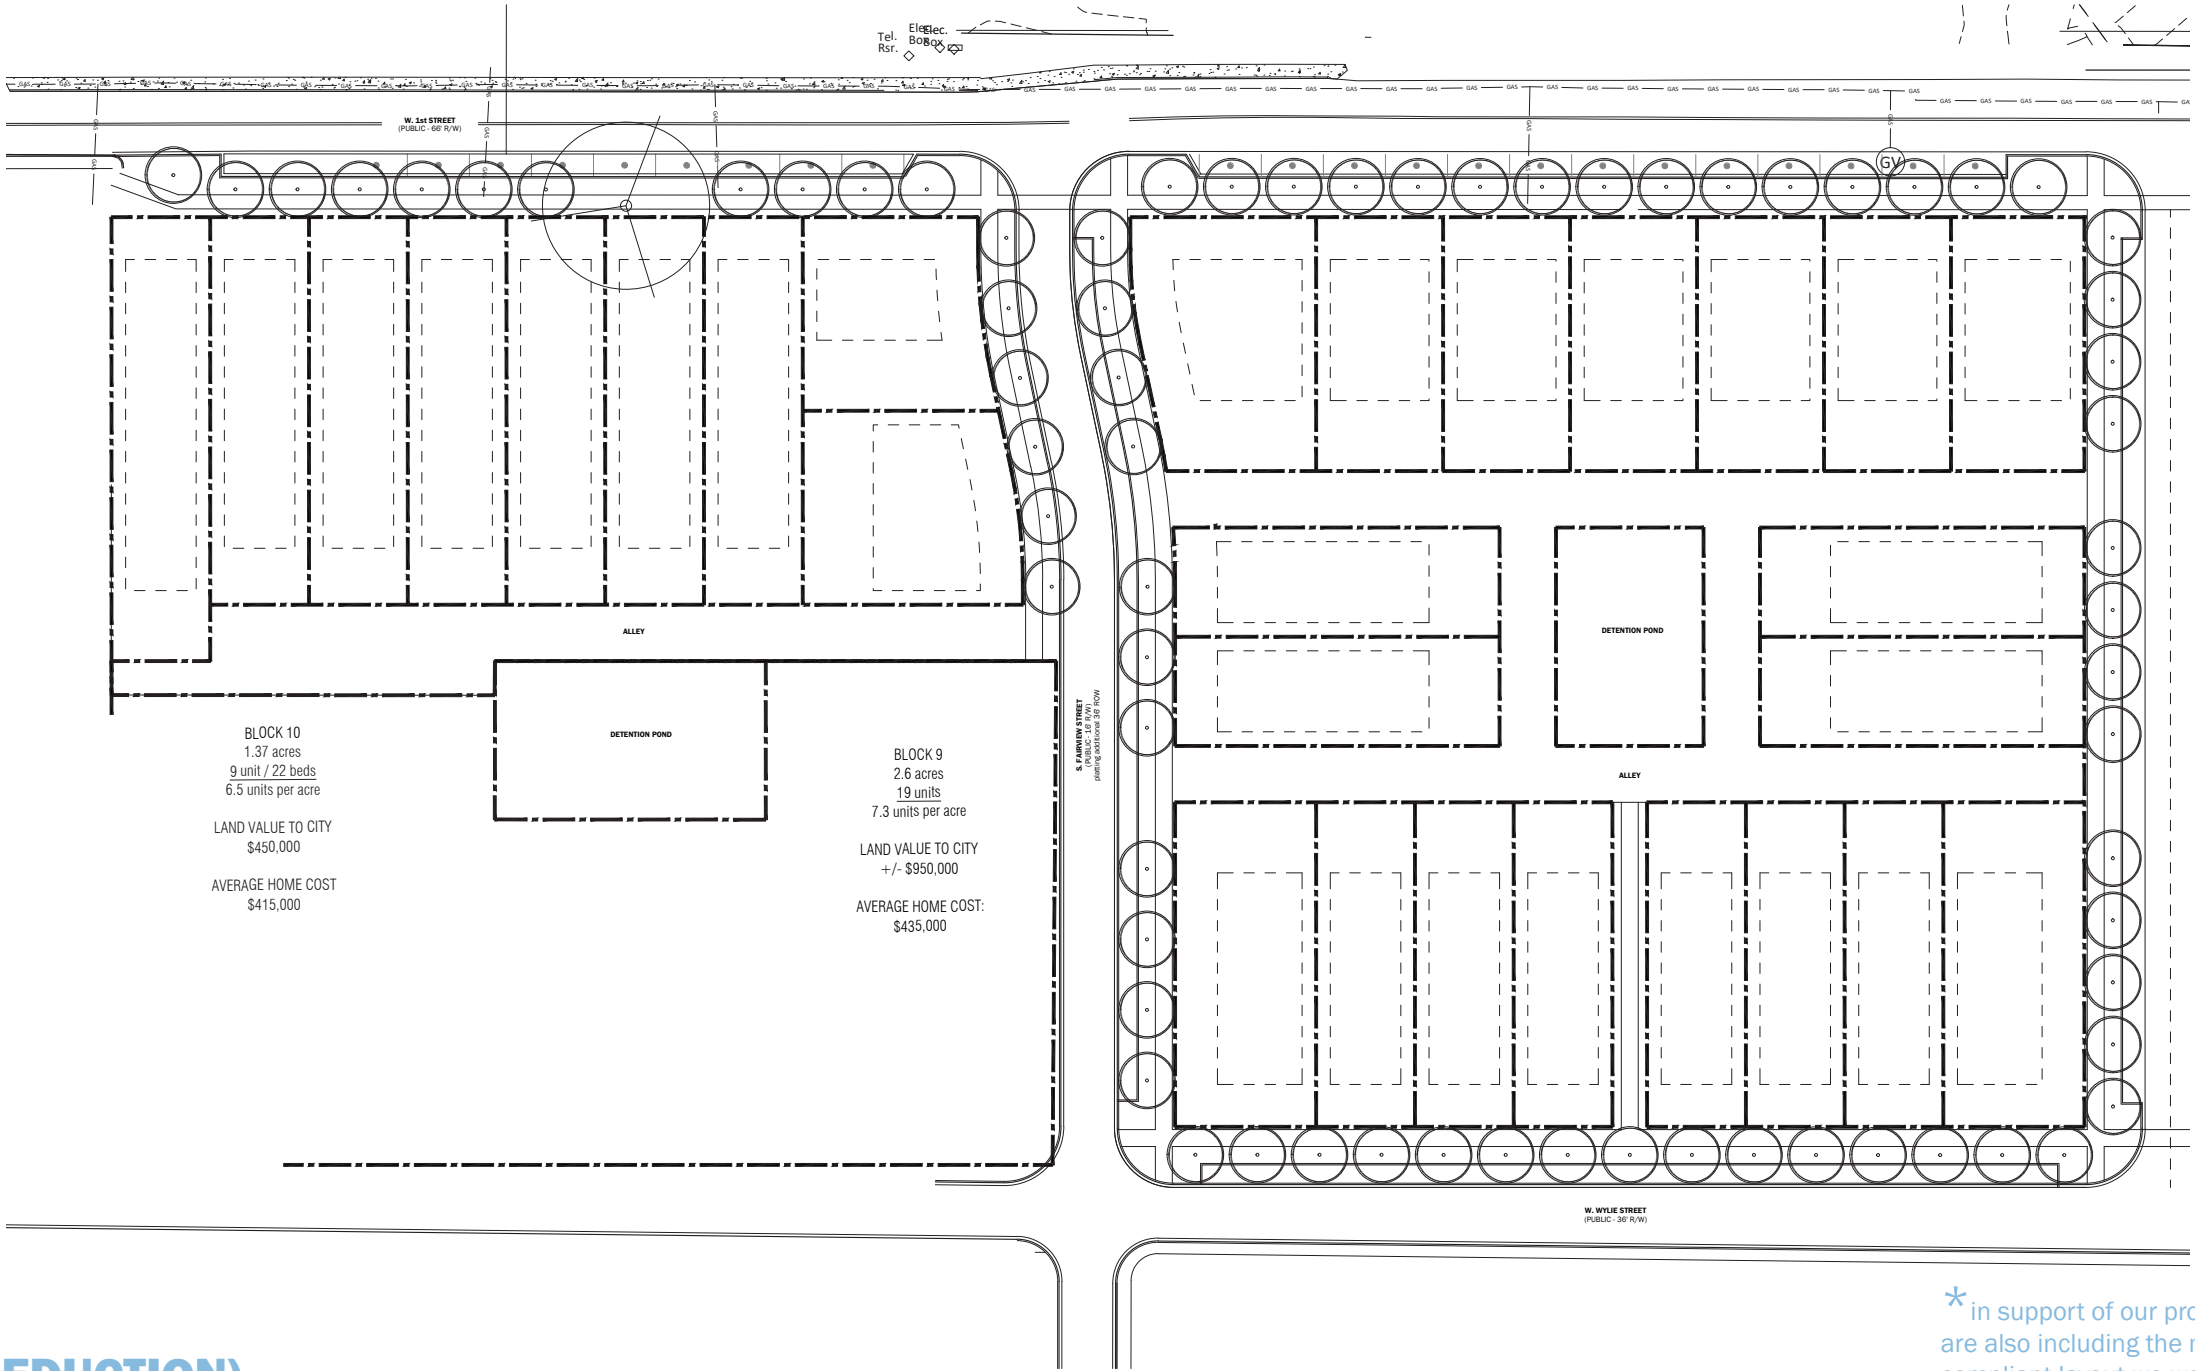 Tel.
Rsr.
Elec.
Box
Elec.
Box
W. 1st STREET
(PUBLIC - 66' R/W)
GV
ALLEY
DETENTION POND
DETENTION POND
ALLEY
BLOCK 10
1.37 acres
9 unit / 22 beds
6.5 units per acre
LAND VALUE TO CITY
$450,000
AVERAGE HOME COST
$415,000
BLOCK 9
2.6 acres
19 units
7.3 units per acre
LAND VALUE TO CITY
+/- $950,000
AVERAGE HOME COST:
$435,000
S. FAIRVIEW STREET
(PUBLIC - 16' R/W)
platting additional 36' ROW
W. WYLIE STREET
(PUBLIC - 36' R/W)
* in support of our pro
are also including the